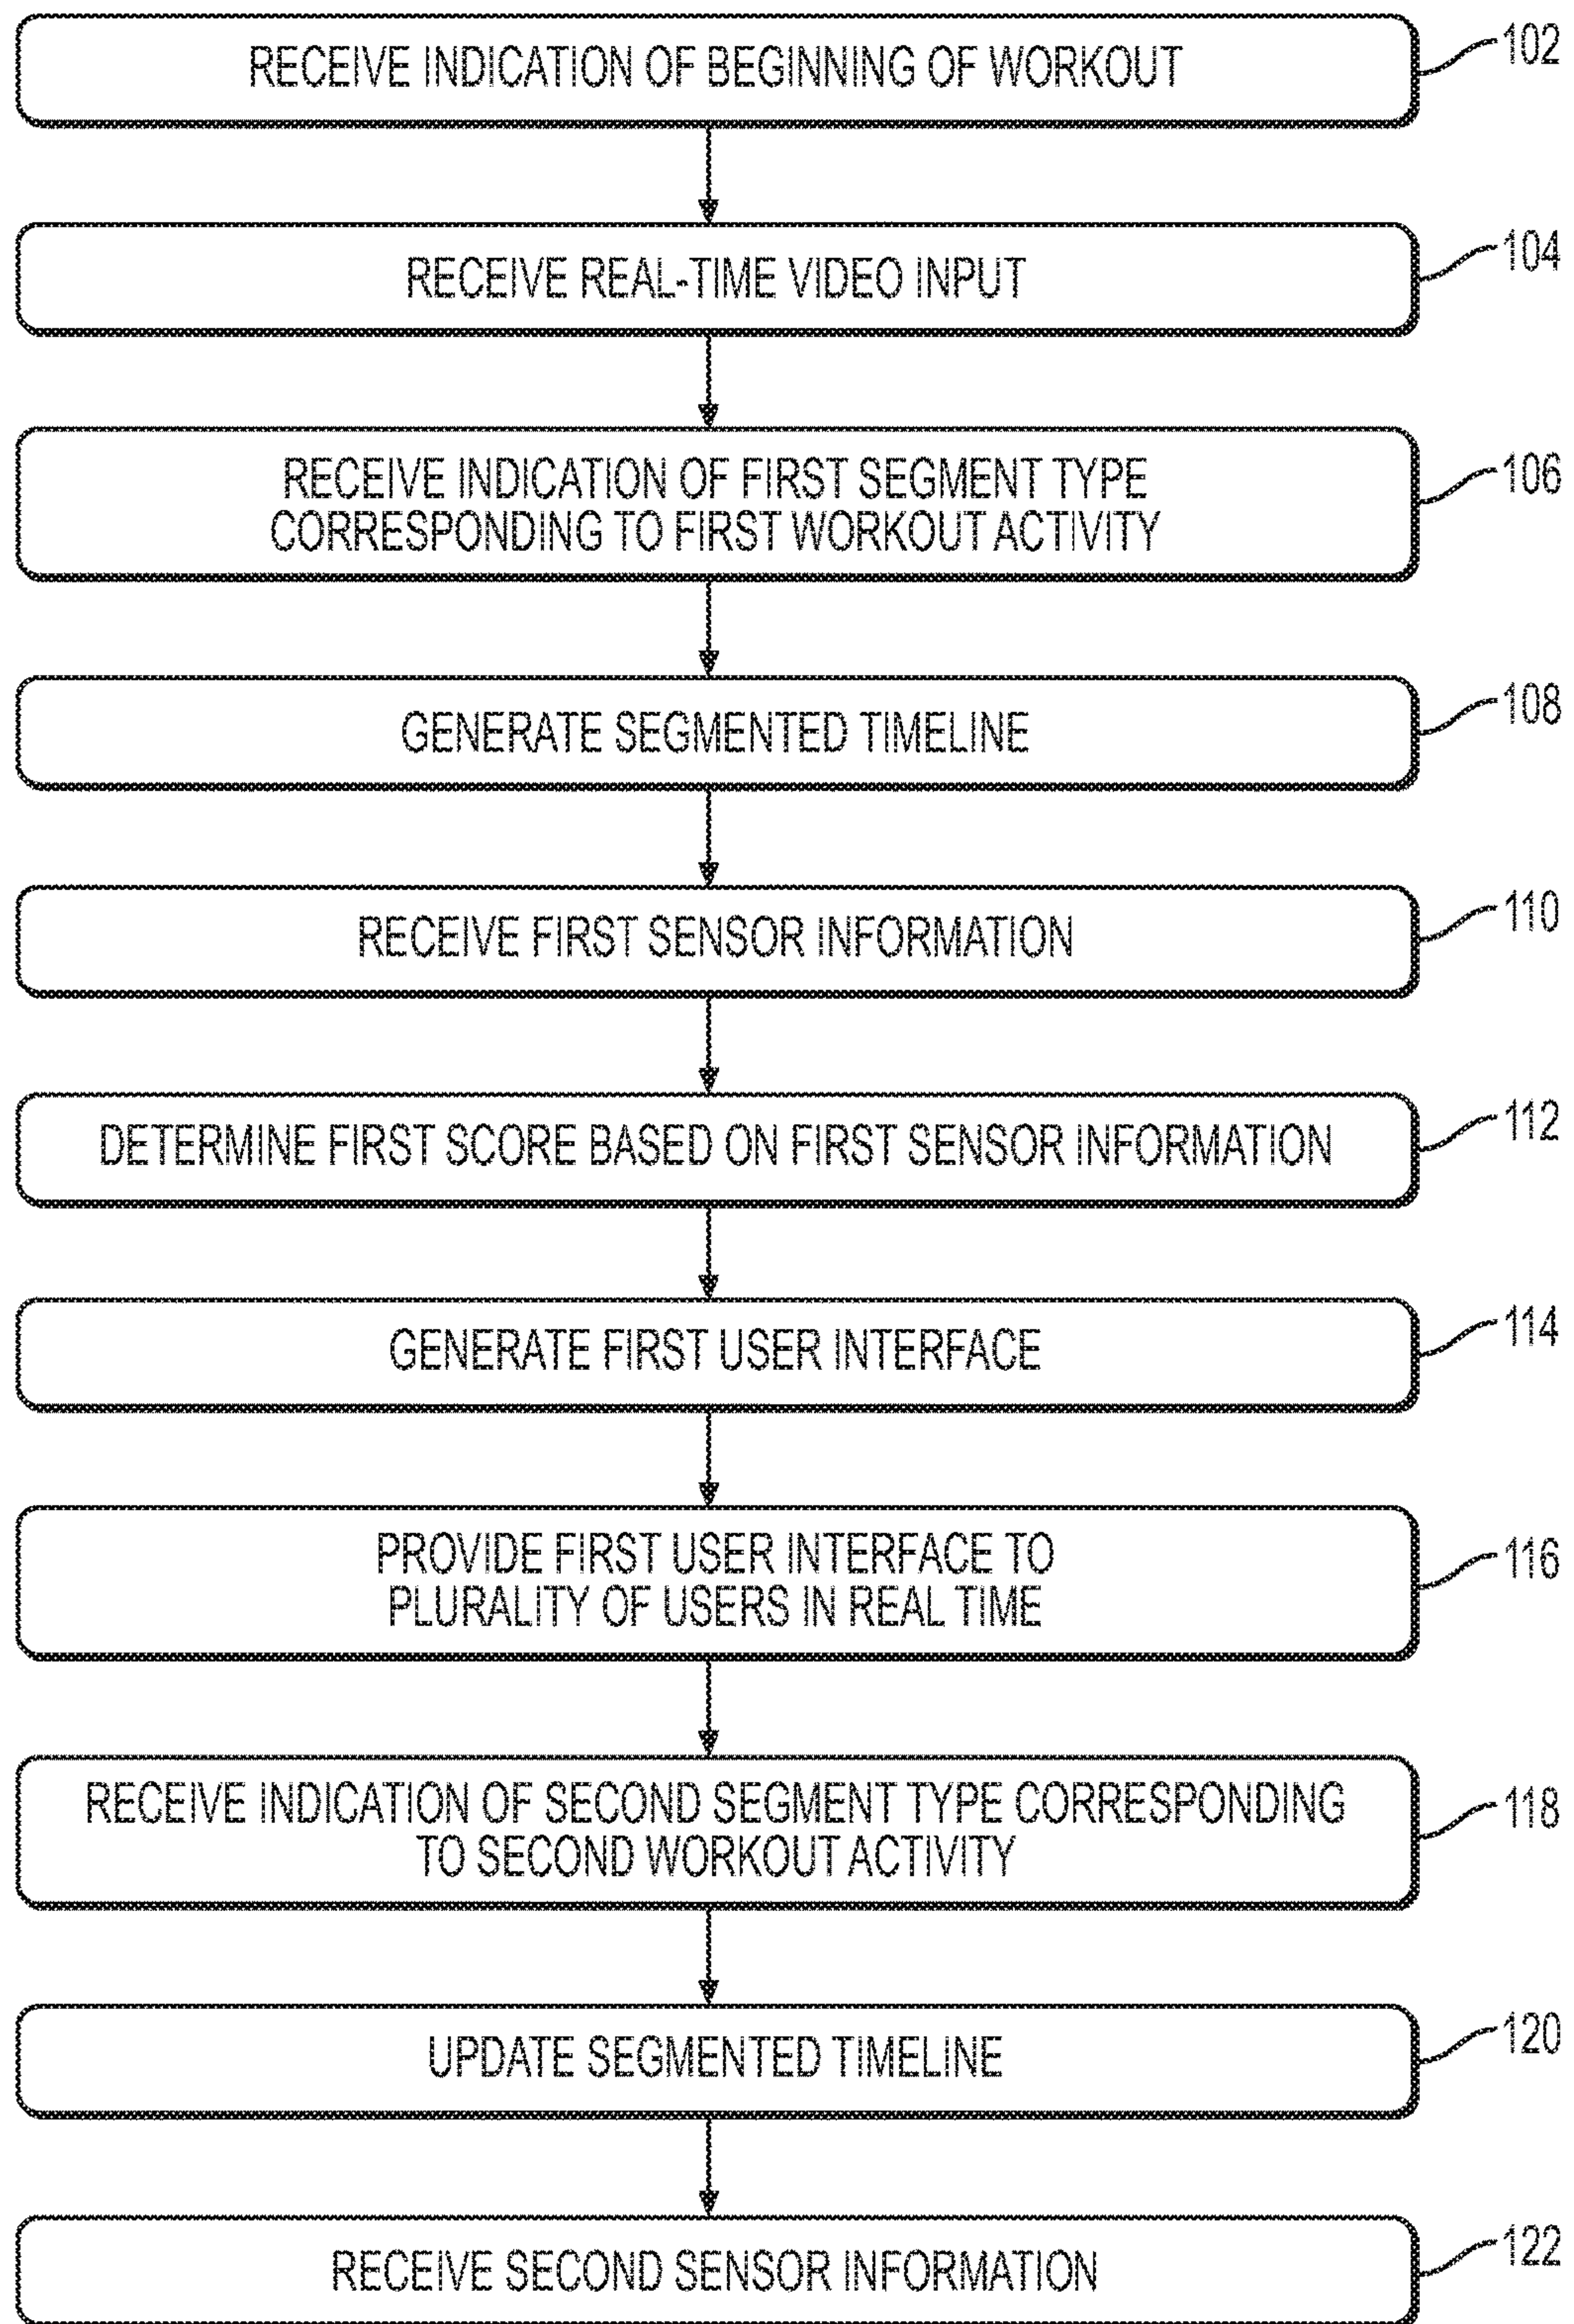 RECEIVE INDICATION OF BEGINNING OF WORKOUT
102
RECEIVE REAL-TIME VIDEO INPUT
104
RECEIVE INDICATION OF FIRST SEGMENT TYPE
CORRESPONDING TO FIRST WORKOUT ACTIVITY
106
GENERATE SEGMENTED TIMELINE
108
RECEIVE FIRST SENSOR INFORMATION
110
DETERMINE FIRST SCORE BASED ON FIRST SENSOR INFORMATION
112
GENERATE FIRST USER INTERFACE
114
PROVIDE FIRST USER INTERFACE TO
PLURALITY OF USERS IN REAL TIME
116
RECEIVE INDICATION OF SECOND SEGMENT TYPE CORRESPONDING
TO SECOND WORKOUT ACTIVITY
118
UPDATE SEGMENTED TIMELINE
120
RECEIVE SECOND SENSOR INFORMATION
122